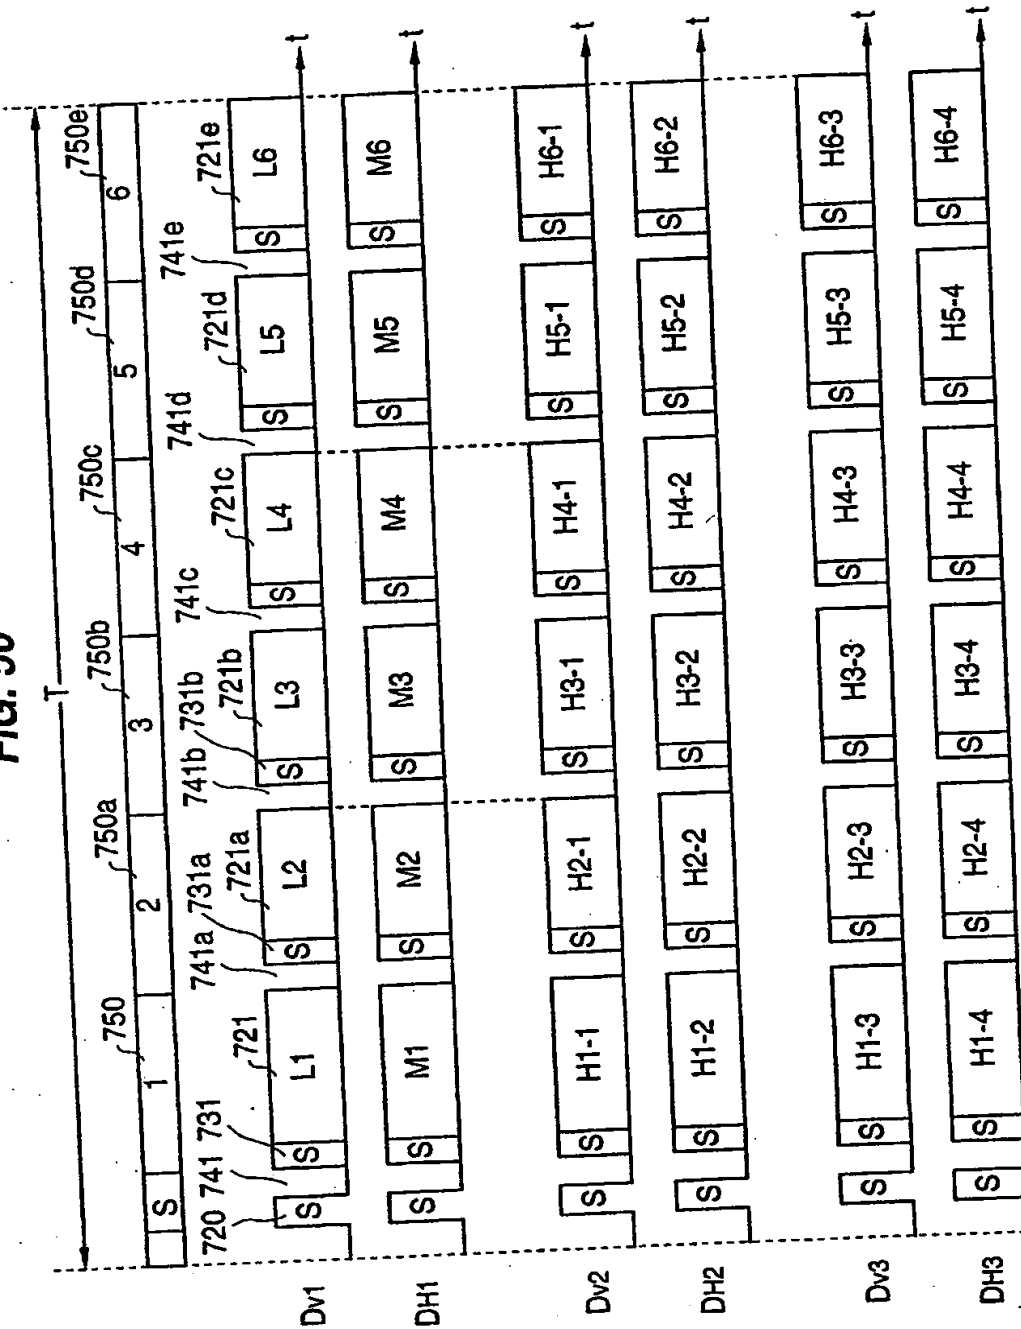 T
S 1 2 3 4 5 6
750 750a 750b 750c 750d 750e
720 741 731 721 741a 731a 721a 741b 731b 721b 741c 721c 741d 721d 741e 721e
Dv1 S S L1 S L2 S L3 S L4 S L5 S L6 t
DH1 S S M1 S M2 S M3 S M4 S M5 S M6 t
Dv2 S S H1-1 S H2-1 S H3-1 S H4-1 S H5-1 S H6-1 t
DH2 S S H1-2 S H2-2 S H3-2 S H4-2 S H5-2 S H6-2 t
Dv3 S S H1-3 S H2-3 S H3-3 S H4-3 S H5-3 S H6-3 t
DH3 S S H1-4 S H2-4 S H3-4 S H4-4 S H5-4 S H6-4 t